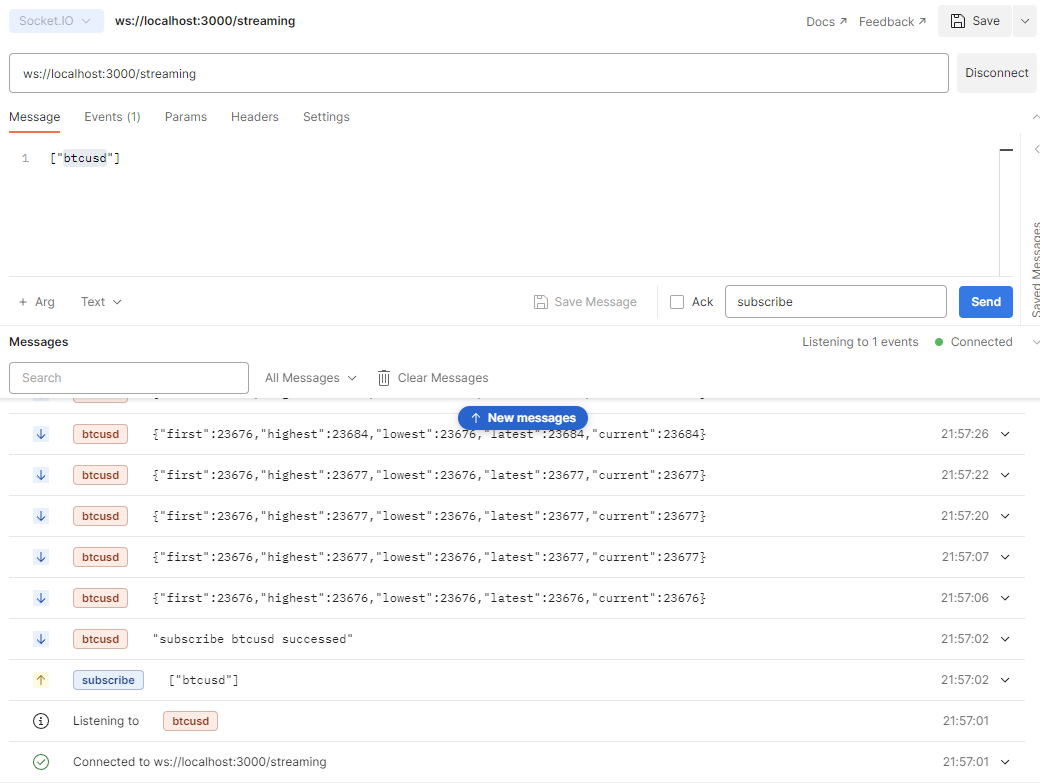 Socket.IO ws://localhost:3000/streaming Docs ↗ Feedback ↗ Save
ws://localhost:3000/streaming Disconnect
Message Events (1) Params Headers Settings
1 ["btcusd"]
Saved Messages
+ Arg Text Save Message Ack subscribe Send
Messages Listening to 1 events Connected
Search All Messages Clear Messages
↑ New messages
btcusd {"first":23676,"highest":23684,"lowest":23676,"latest":23684,"current":23684} 21:57:26
btcusd {"first":23676,"highest":23677,"lowest":23676,"latest":23677,"current":23677} 21:57:22
btcusd {"first":23676,"highest":23677,"lowest":23676,"latest":23677,"current":23677} 21:57:20
btcusd {"first":23676,"highest":23677,"lowest":23676,"latest":23677,"current":23677} 21:57:07
btcusd {"first":23676,"highest":23676,"lowest":23676,"latest":23676,"current":23676} 21:57:06
btcusd "subscribe btcusd successed" 21:57:02
subscribe ["btcusd"] 21:57:02
Listening to btcusd 21:57:01
Connected to ws://localhost:3000/streaming 21:57:01